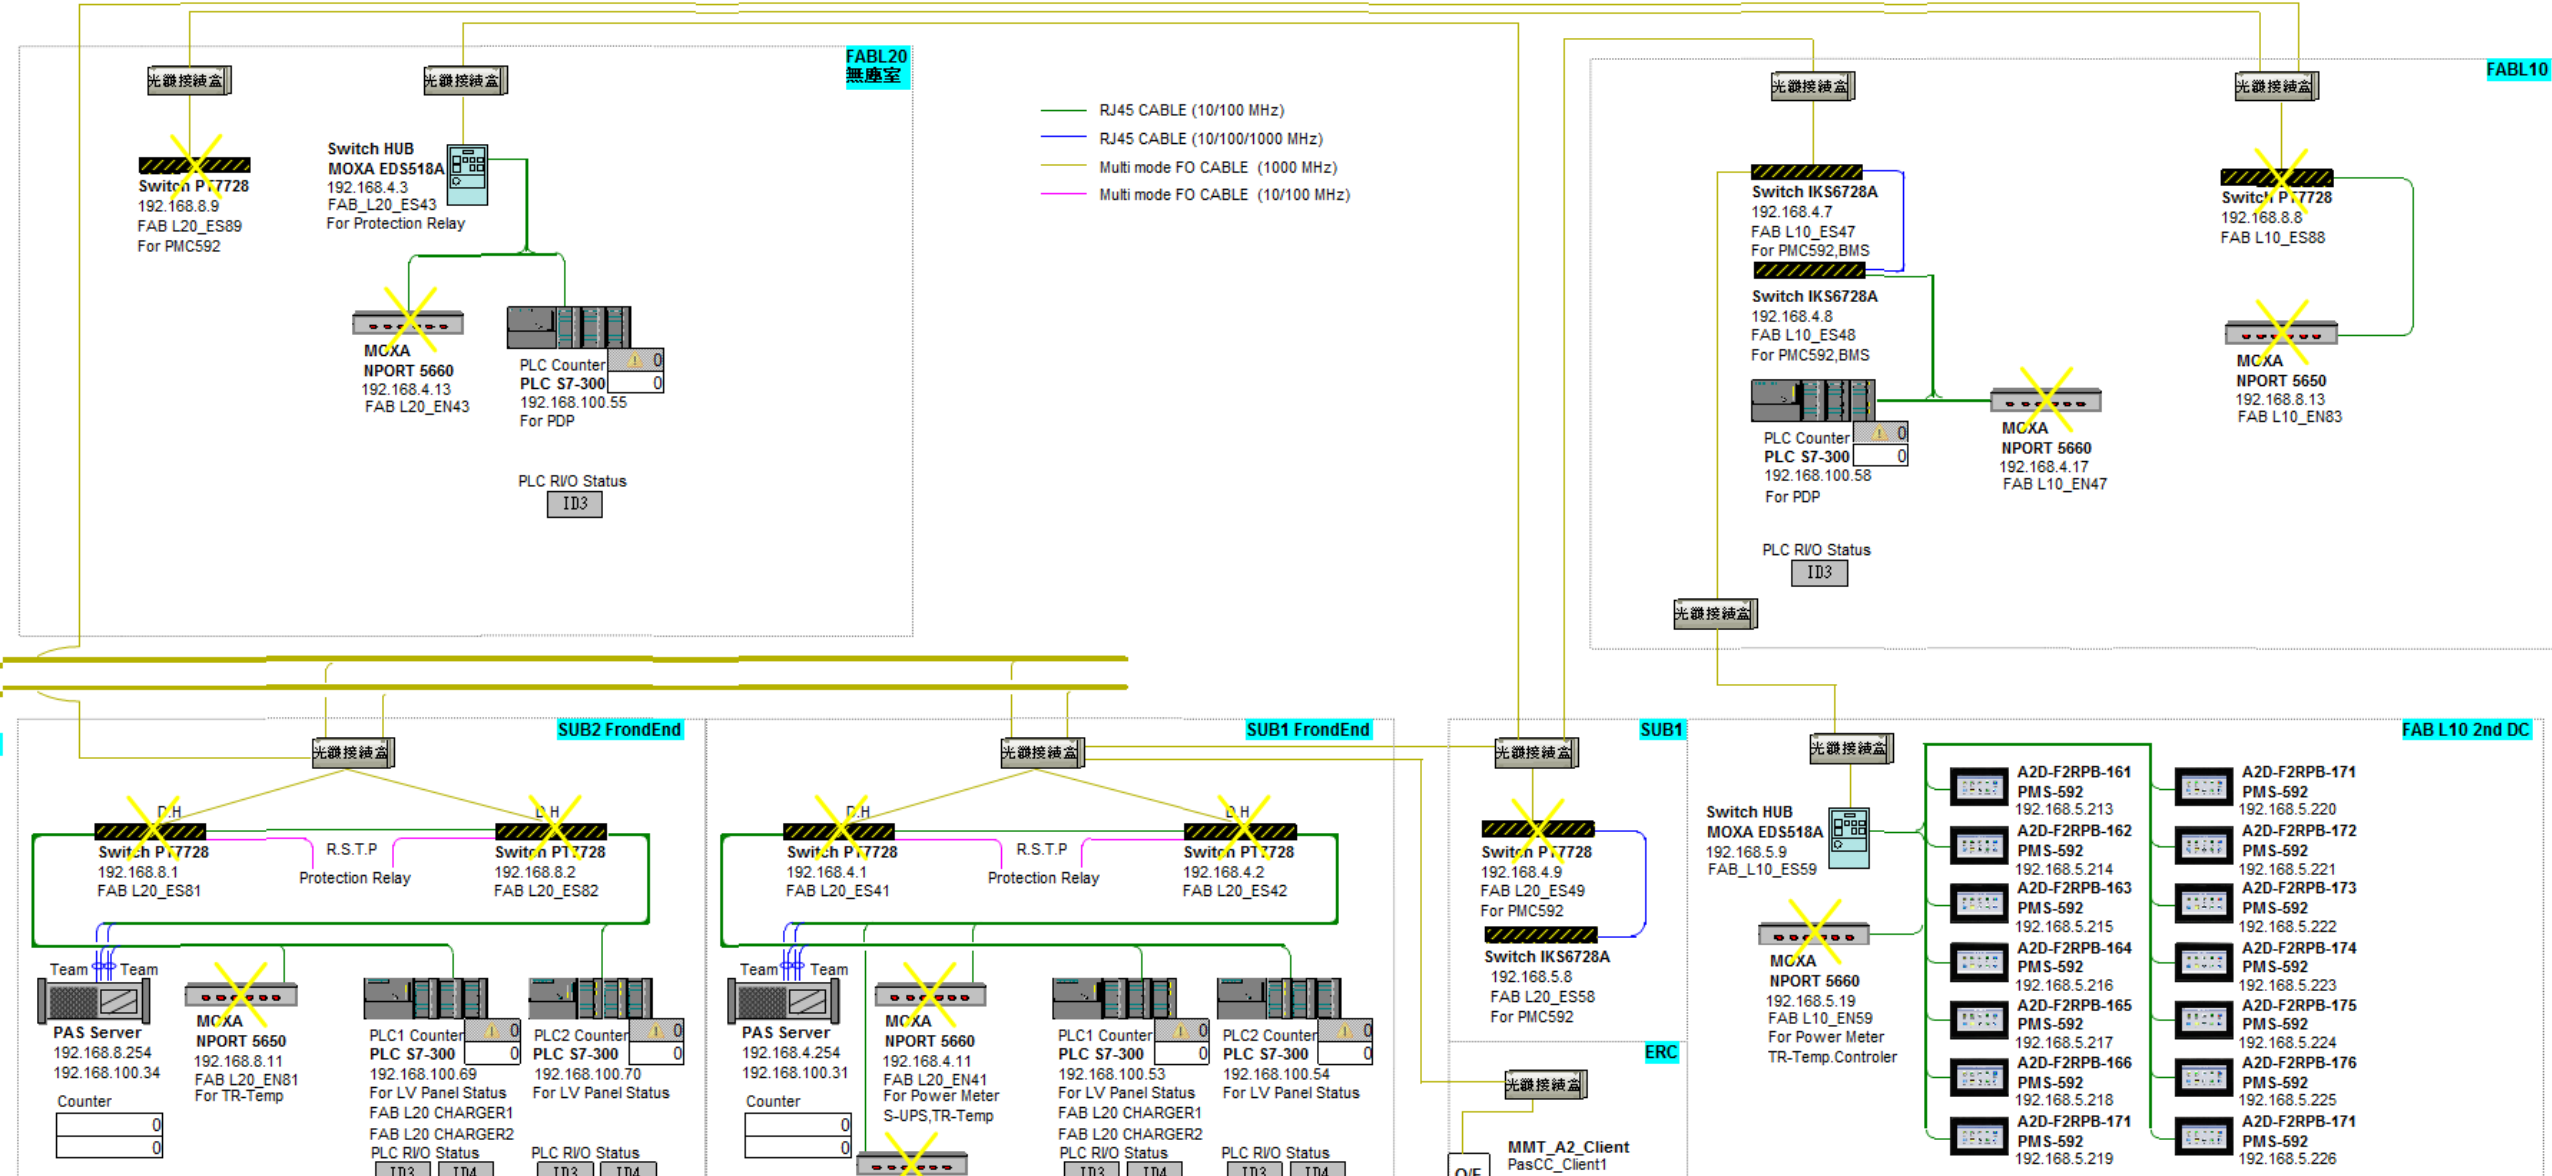 FABL20
無塵室
光纖接續盒
光纖接續盒
Switch PT7728
192.168.8.9
FAB L20_ES89
For PMC592
Switch HUB
MOXA EDS518A
192.168.4.3
FAB_L20_ES43
For Protection Relay
MOXA
NPORT 5660
192.168.4.13
FAB L20_EN43
PLC Counter
0
0
PLC S7-300
192.168.100.55
For PDP
PLC RI/O Status
ID3
RJ45 CABLE (10/100 MHz)
RJ45 CABLE (10/100/1000 MHz)
Multi mode FO CABLE (1000 MHz)
Multi mode FO CABLE (10/100 MHz)
FABL10
光纖接續盒
光纖接續盒
Switch IKS6728A
192.168.4.7
FAB L10_ES47
For PMC592,BMS
Switch IKS6728A
192.168.4.8
FAB L10_ES48
For PMC592,BMS
PLC Counter
0
0
PLC S7-300
192.168.100.58
For PDP
MOXA
NPORT 5660
192.168.4.17
FAB L10_EN47
PLC RI/O Status
ID3
光纖接續盒
Switch PT7728
192.168.8.8
FAB L10_ES88
MOXA
NPORT 5650
192.168.8.13
FAB L10_EN83
SUB2 FrondEnd
光纖接續盒
D.H
D.H
Switch PT7728
192.168.8.1
FAB L20_ES81
R.S.T.P
Protection Relay
Switch PT7728
192.168.8.2
FAB L20_ES82
Team
Team
PAS Server
192.168.8.254
192.168.100.34
Counter
0
0
MOXA
NPORT 5650
192.168.8.11
FAB L20_EN81
For TR-Temp
PLC1 Counter
0
0
PLC S7-300
192.168.100.69
For LV Panel Status
FAB L20 CHARGER1
FAB L20 CHARGER2
PLC RI/O Status
ID3
ID4
PLC2 Counter
0
0
PLC S7-300
192.168.100.70
For LV Panel Status
PLC RI/O Status
ID3
ID4
SUB1 FrondEnd
光纖接續盒
D.H
D.H
Switch PT7728
192.168.4.1
FAB L20_ES41
R.S.T.P
Protection Relay
Switch PT7728
192.168.4.2
FAB L20_ES42
Team
Team
PAS Server
192.168.4.254
192.168.100.31
Counter
0
0
MOXA
NPORT 5660
192.168.4.11
FAB L20_EN41
For Power Meter
S-UPS,TR-Temp
PLC1 Counter
0
0
PLC S7-300
192.168.100.53
For LV Panel Status
FAB L20 CHARGER1
FAB L20 CHARGER2
PLC RI/O Status
ID3
ID4
PLC2 Counter
0
0
PLC S7-300
192.168.100.54
For LV Panel Status
PLC RI/O Status
ID3
ID4
SUB1
光纖接續盒
Switch PT7728
192.168.4.9
FAB L20_ES49
For PMC592
Switch IKS6728A
192.168.5.8
FAB L20_ES58
For PMC592
ERC
光纖接續盒
O/E
MMT_A2_Client
PasCC_Client1
FAB L10 2nd DC
光纖接續盒
Switch HUB
MOXA EDS518A
192.168.5.9
FAB_L10_ES59
MOXA
NPORT 5660
192.168.5.19
FAB L10_EN59
For Power Meter
TR-Temp.Controler
A2D-F2RPB-161
PMS-592
192.168.5.213
A2D-F2RPB-162
PMS-592
192.168.5.214
A2D-F2RPB-163
PMS-592
192.168.5.215
A2D-F2RPB-164
PMS-592
192.168.5.216
A2D-F2RPB-165
PMS-592
192.168.5.217
A2D-F2RPB-166
PMS-592
192.168.5.218
A2D-F2RPB-171
PMS-592
192.168.5.219
A2D-F2RPB-171
PMS-592
192.168.5.220
A2D-F2RPB-172
PMS-592
192.168.5.221
A2D-F2RPB-173
PMS-592
192.168.5.222
A2D-F2RPB-174
PMS-592
192.168.5.223
A2D-F2RPB-175
PMS-592
192.168.5.224
A2D-F2RPB-176
PMS-592
192.168.5.225
A2D-F2RPB-171
PMS-592
192.168.5.226